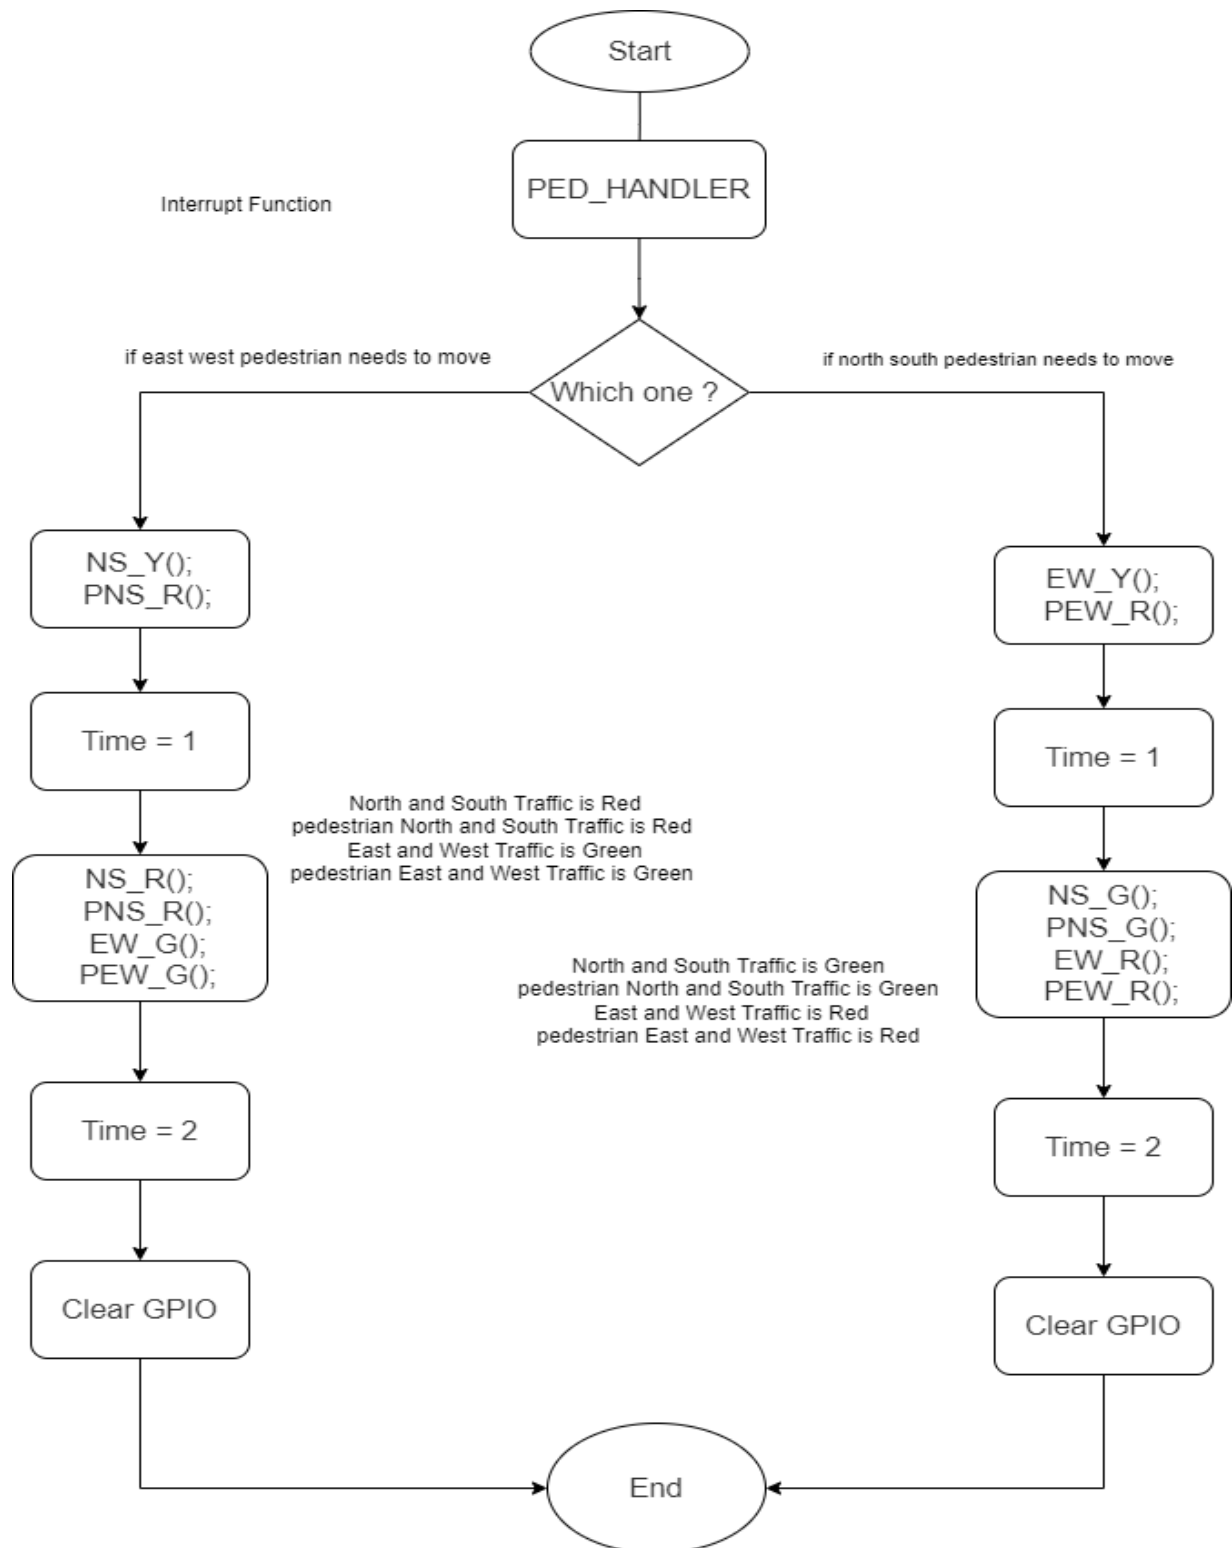 Start
PED_HANDLER
Interrupt Function
if east west pedestrian needs to move
if north south pedestrian needs to move
Which one ?
NS_Y();
PNS_R();
Time = 1
North and South Traffic is Red
pedestrian North and South Traffic is Red
East and West Traffic is Green
pedestrian East and West Traffic is Green
NS_R();
PNS_R();
EW_G();
PEW_G();
Time = 2
Clear GPIO
EW_Y();
PEW_R();
Time = 1
NS_G();
PNS_G();
EW_R();
PEW_R();
North and South Traffic is Green
pedestrian North and South Traffic is Green
East and West Traffic is Red
pedestrian East and West Traffic is Red
Time = 2
Clear GPIO
End